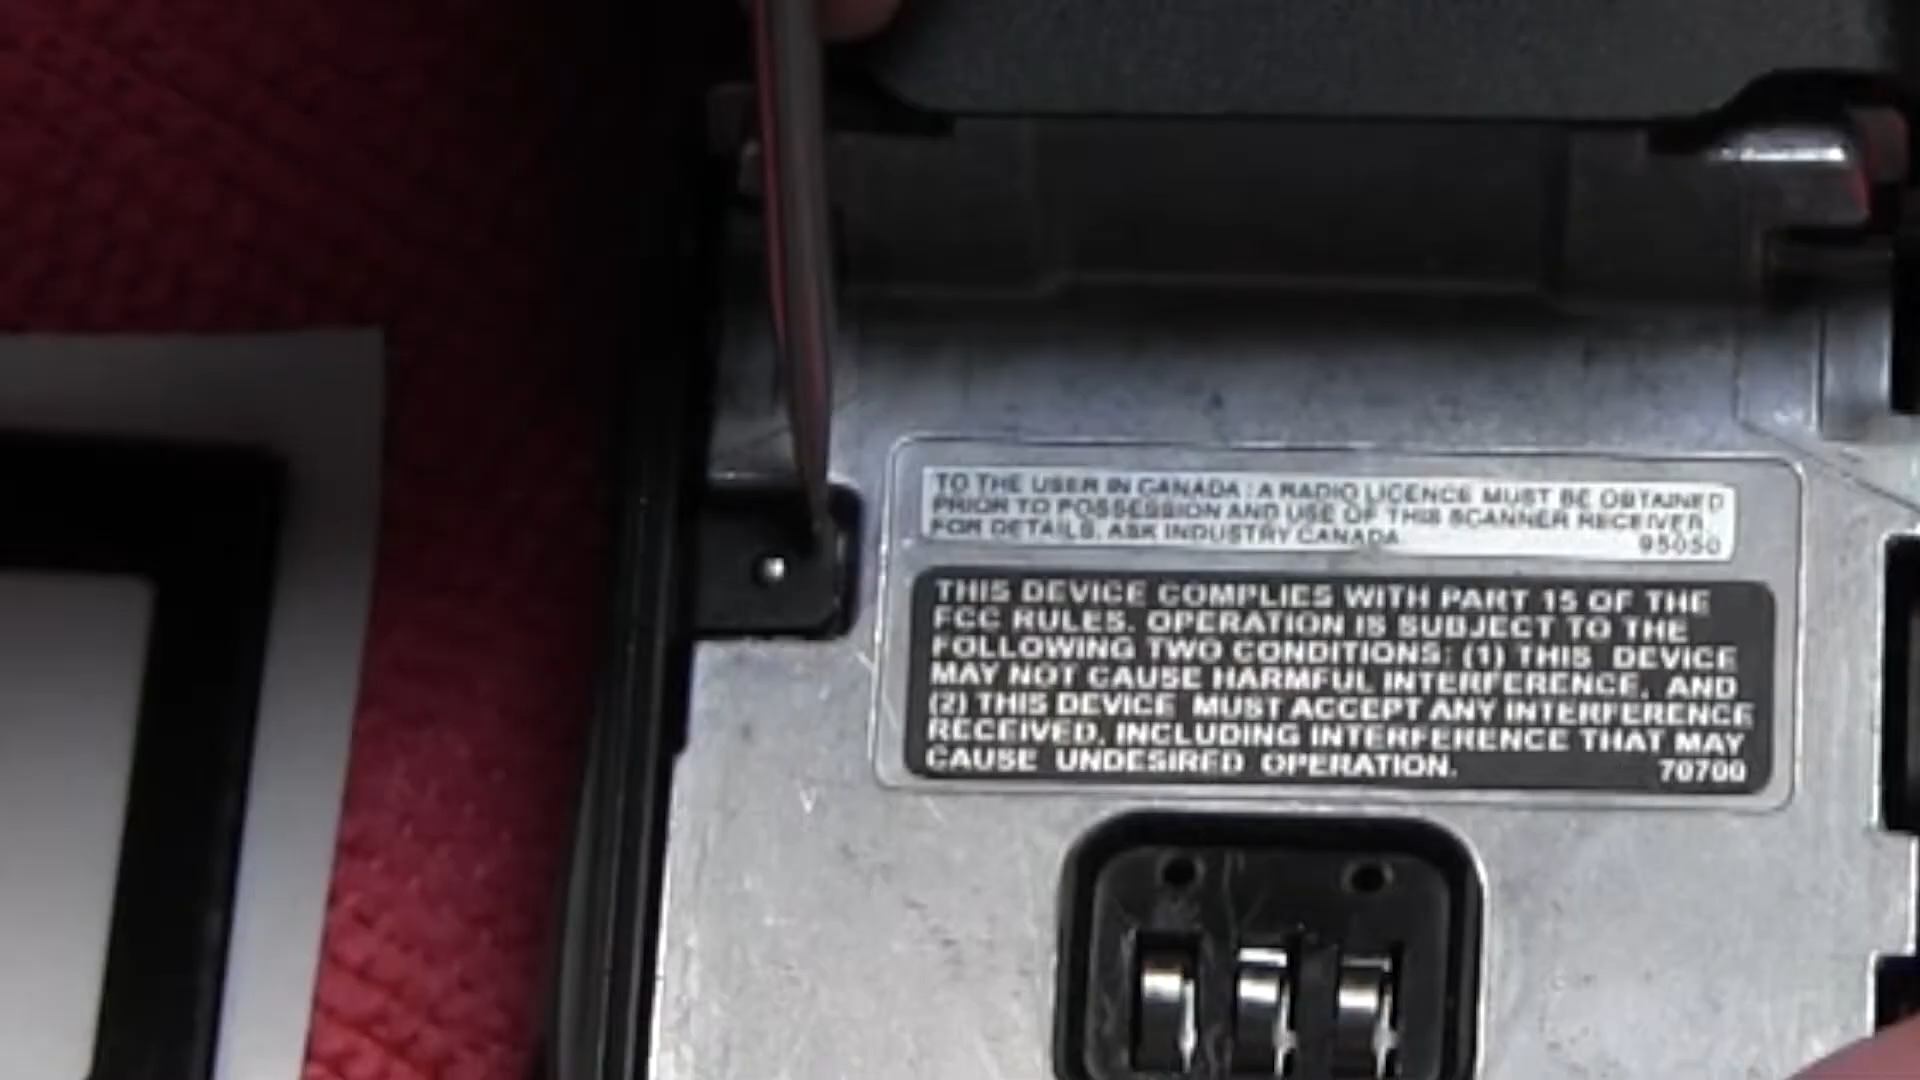 TO THE USER IN CANADA : A RADIO LICENCE MUST BE OBTAINED
PRIOR TO POSSESSION AND USE OF THIS SCANNER RECEIVER.
FOR DETAILS, ASK INDUSTRY CANADA
95050
THIS DEVICE COMPLIES WITH PART 15 OF THE
FCC RULES. OPERATION IS SUBJECT TO THE
FOLLOWING TWO CONDITIONS: (1) THIS DEVICE
MAY NOT CAUSE HARMFUL INTERFERENCE, AND
(2) THIS DEVICE MUST ACCEPT ANY INTERFERENCE
RECEIVED, INCLUDING INTERFERENCE THAT MAY
CAUSE UNDESIRED OPERATION. 70700